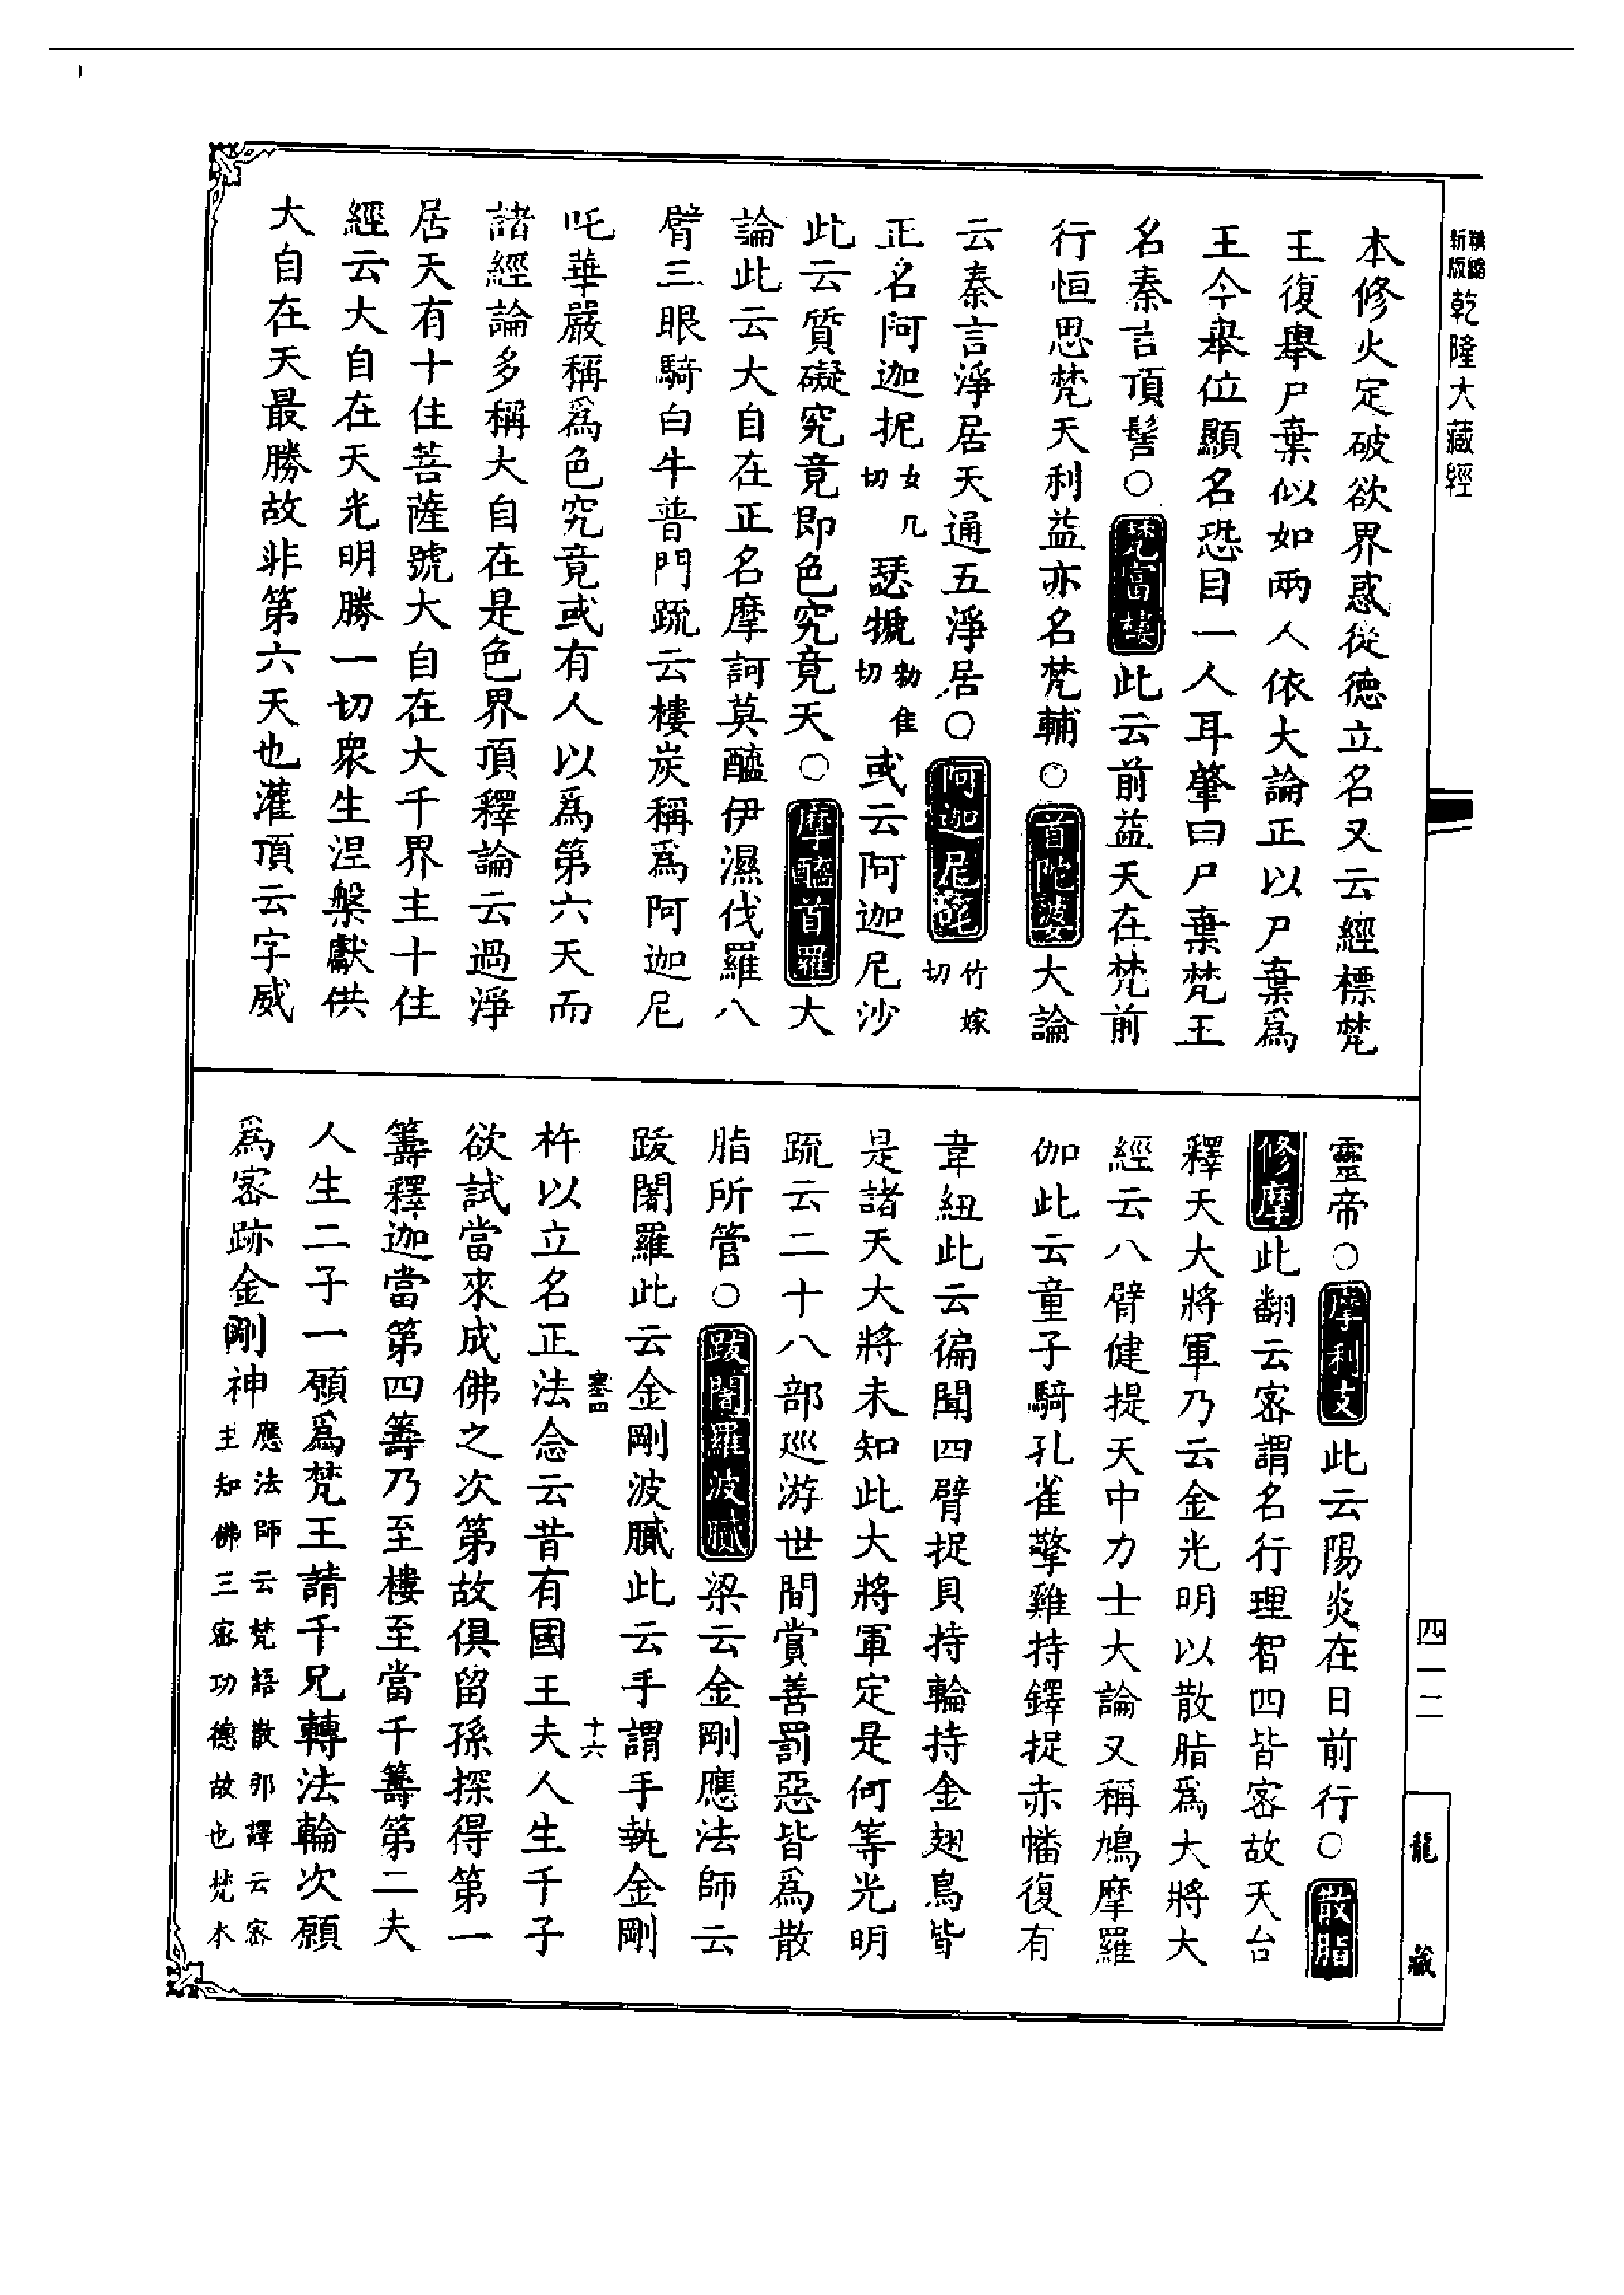 新版精縮 乾隆大藏經
本修火定破欲界惑從德立名又云經標梵
王復舉尸棄似如兩人依大論正以尸棄爲
王今舉位顯名恐目一人耳肇曰尸棄梵王
名秦言頂髻○梵富樓此云前益天在梵前
行恒思梵天利益亦名梵輔○首陀婆大論
云秦言淨居天通五淨居○阿迦尼吒竹嫁切
正名阿迦抳女几切瑟㩌勑隹切或云阿迦尼沙
此云質礙究竟即色究竟天○摩醯首羅大
論此云大自在正名摩訶莫醯伊濕伐羅八
臂三眼騎白牛普門疏云樓炭稱爲阿迦尼
吒華嚴稱爲色究竟或有人以爲第六天而
諸經論多稱大自在是色界頂釋論云過淨
居天有十住菩薩號大自在大千界主十住
經云大自在天光明勝一切衆生涅槃獻供
大自在天最勝故非第六天也灌頂云字威
靈帝○摩利支此云陽炎在日前行○散脂
修摩此翻云密謂名行理智四皆密故天台
釋天大將軍乃云金光明以散脂爲大將大
經云八臂健提天中力士大論又稱鳩摩羅
伽此云童子騎孔雀擎雞持鐸捉赤幡復有
韋紐此云徧聞四臂捉貝持輪持金翅鳥皆
是諸天大將未知此大將軍定是何等光明
疏云二十八部巡游世間賞善罰惡皆爲散
脂所管○跋闍羅波膩梁云金剛應法師云
跋闍羅此云金剛波膩此云手謂手執金剛
塞四 十六
杵以立名正法念云昔有國王夫人生千子
欲試當來成佛之次第故俱留孫探得第一
籌釋迦當第四籌乃至樓至當千籌第二夫
人生二子一願爲梵王請千兄轉法輪次願
爲密跡金剛神應法師云梵語散那譯云密主知佛三密功德故也梵本
四一二
龍藏